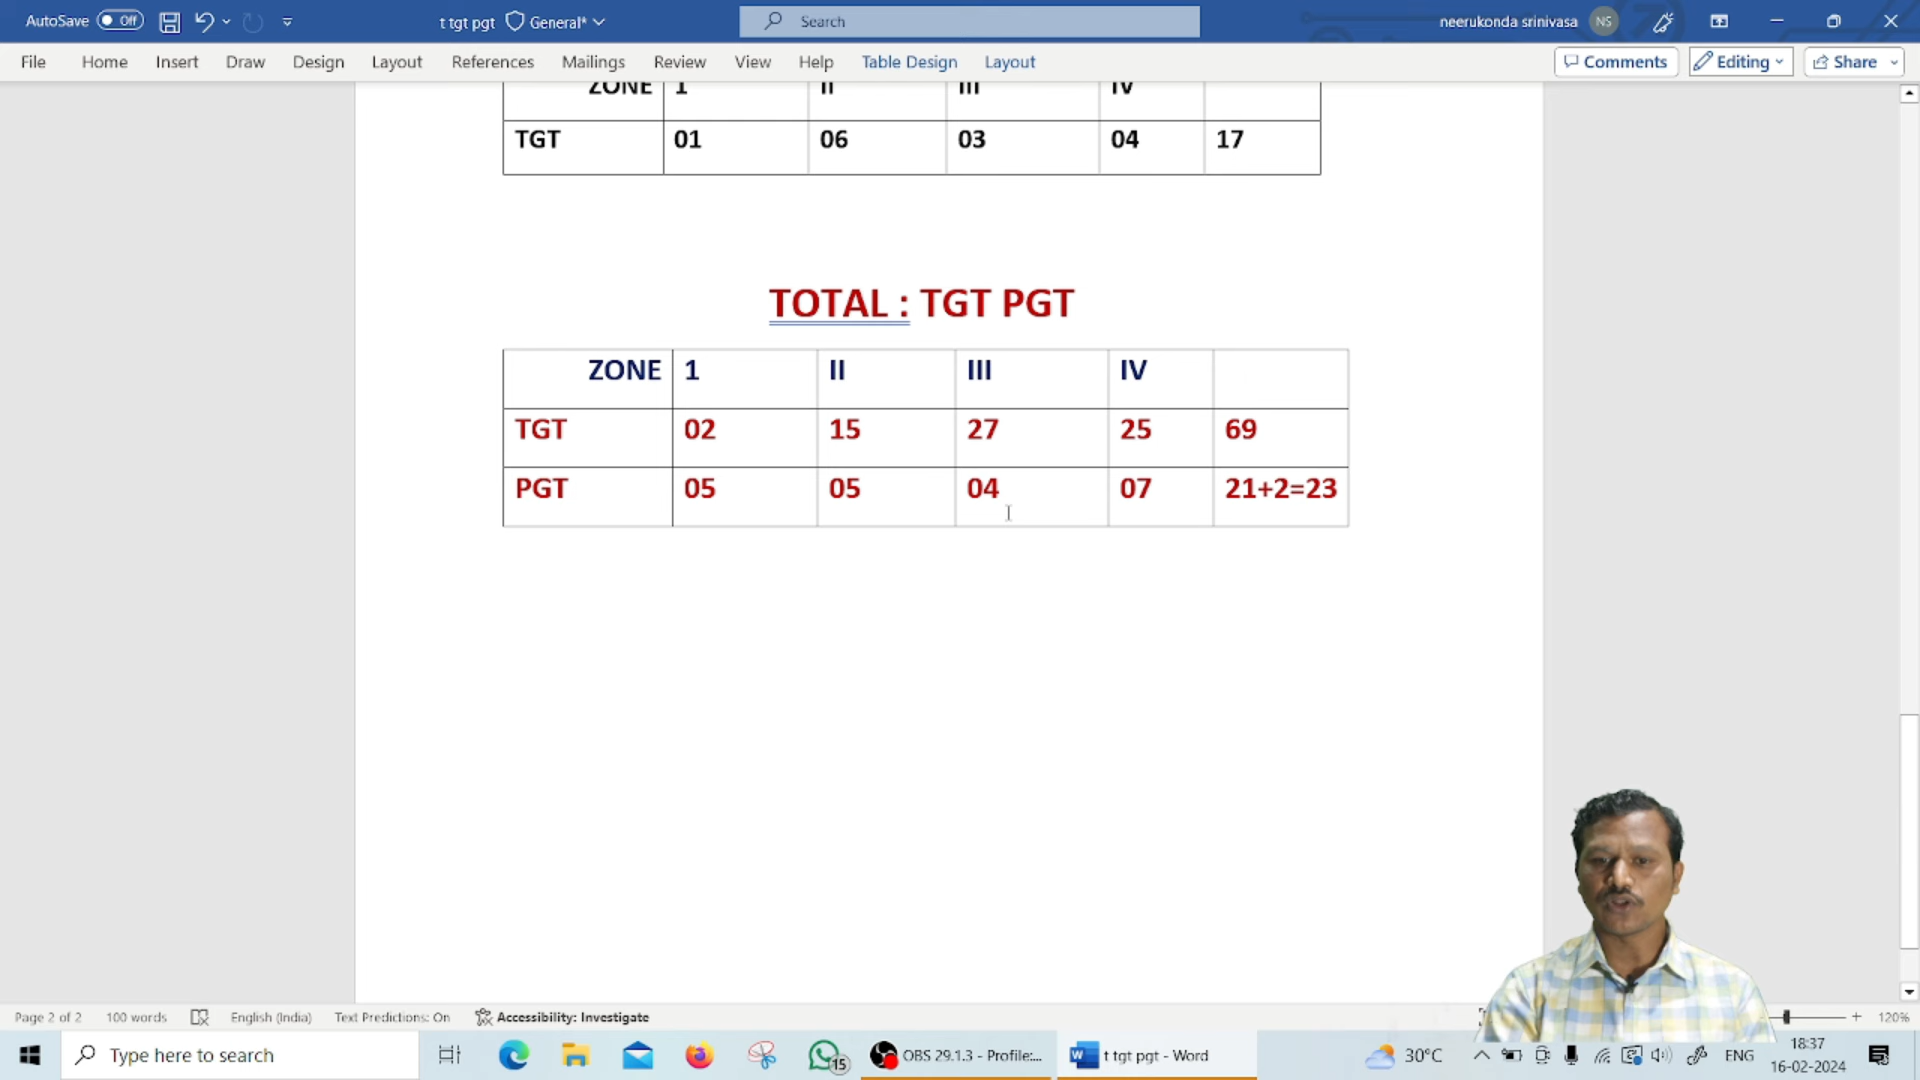 AutoSave Off t tgt pgt General* Search neerukonda srinivasa NS
File Home Insert Draw Design Layout References Mailings Review View Help Table Design Layout Comments Editing Share
ZONE 1 II III IV
TGT 01 06 03 04 17
TOTAL : TGT PGT
ZONE 1 II III IV
TGT 02 15 27 25 69
PGT 05 05 04 07 21+2=23
Page 2 of 2 100 words English (India) Text Predictions: On Accessibility: Investigate 120%
Type here to search 15 OBS 29.1.3 - Profile:... t tgt pgt - Word 30°C ENG 18:37
16-02-2024